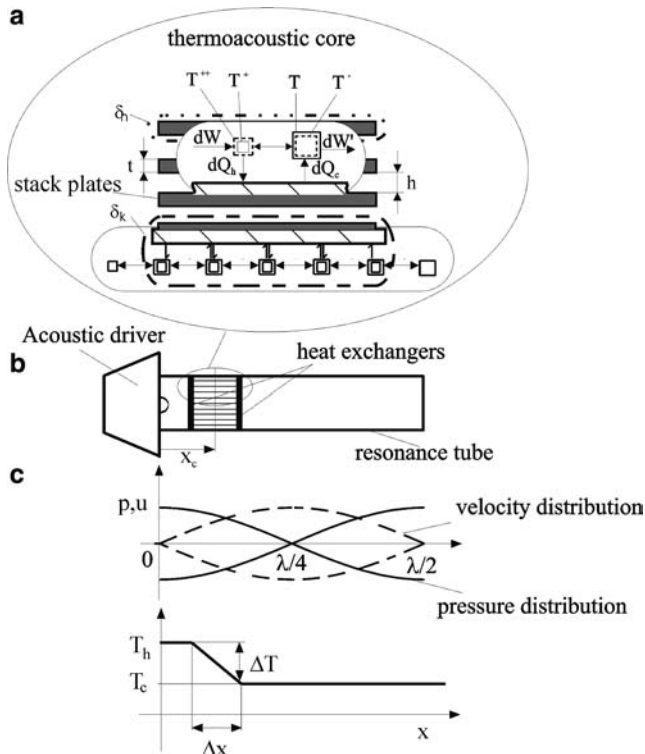 a
thermoacoustic core
T⁺⁺ T⁺ T T⁻
δh
dW dW'
t dQh dQc h
stack plates
δk
Acoustic driver
b heat exchangers
xc
resonance tube
c
p,u velocity distribution
0 λ/4 λ/2
pressure distribution
Th
ΔT
Tc
Δx x